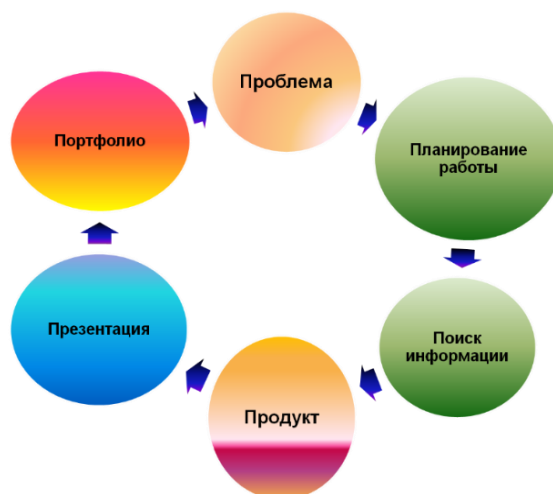 Проблема
Планирование
работы
Поиск
информации
Продукт
Презентация
Портфолио